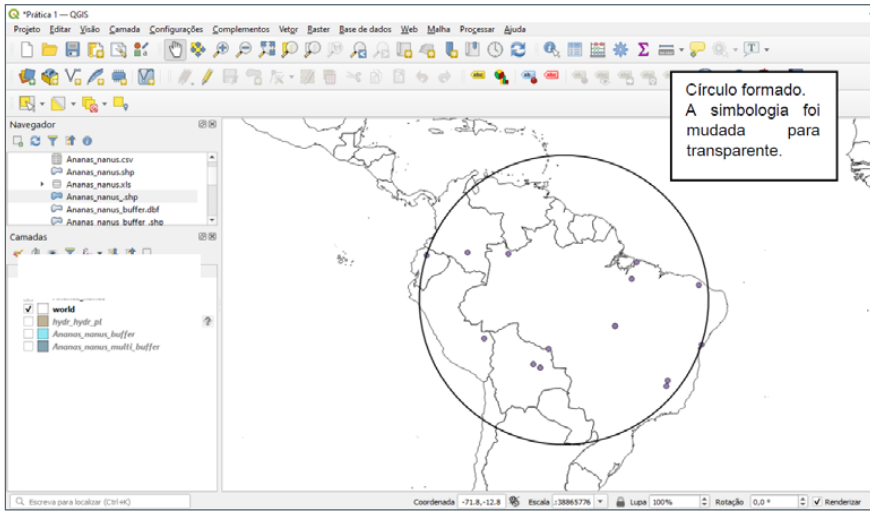 *Prática 1 — QGIS
Projeto Editar Visão Camada Configurações Complementos Vetor Raster Base de dados Web Malha Processar Ajuda
Círculo formado.
A simbologia foi
mudada para
transparente.
Navegador
Ananas_nanus.csv
Ananas_nanus.shp
Ananas_nanus.xls
Ananas_nanus_.shp
Ananas_nanus_buffer.dbf
Ananas_nanus_buffer_.shp
Camadas
world
hydr_hydr_pl
Ananas_nanus_buffer
Ananas_nanus_multi_buffer
Escreva para localizar (Ctrl+K)
Coordenada -71.8,-12.8 Escala :38865776 Lupa 100% Rotação 0,0 ° Renderizar